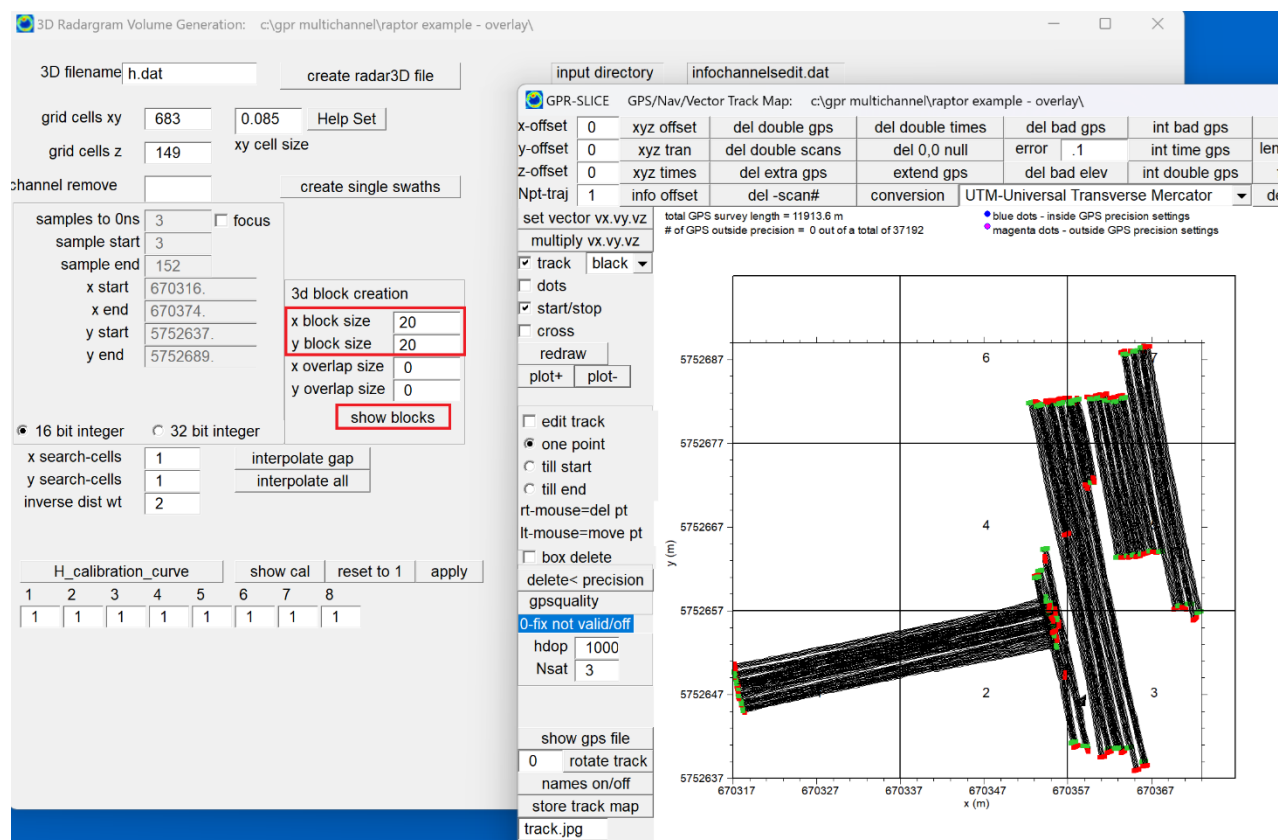 3D Radargram Volume Generation: c:\gpr multichannel\raptor example - overlay\
3D filename h.dat create radar3D file input directory infochannelsedit.dat
grid cells xy 683 0.085 Help Set
xy cell size
grid cells z 149
channel remove create single swaths
samples to 0ns 3 focus
sample start 3
sample end 152
x start 670316.
x end 670374.
y start 5752637.
y end 5752689.
3d block creation
x block size 20
y block size 20
x overlap size 0
y overlap size 0
show blocks
16 bit integer 32 bit integer
x search-cells 1 interpolate gap
y search-cells 1 interpolate all
inverse dist wt 2
H_calibration_curve show cal reset to 1 apply
1 2 3 4 5 6 7 8
1 1 1 1 1 1 1 1
GPR-SLICE GPS/Nav/Vector Track Map: c:\gpr multichannel\raptor example - overlay\
x-offset 0 xyz offset del double gps del double times del bad gps int bad gps
y-offset 0 xyz tran del double scans del 0,0 null error .1 int time gps len
z-offset 0 xyz times del extra gps extend gps del bad elev int double gps
Npt-traj 1 info offset del -scan# conversion UTM-Universal Transverse Mercator de
set vector vx.vy.vz
multiply vx.vy.vz
track black
dots
start/stop
cross
redraw
plot+ plot-
edit track
one point
till start
till end
rt-mouse=del pt
lt-mouse=move pt
box delete
delete< precision
gpsquality
0-fix not valid/off
hdop 1000
Nsat 3
show gps file
0 rotate track
names on/off
store track map
track.jpg
total GPS survey length = 11913.6 m
# of GPS outside precision = 0 out of a total of 37192
blue dots - inside GPS precision settings
magenta dots - outside GPS precision settings
5752687
5752677
5752667
5752657
5752647
5752637
y (m)
6 7
4
2 3
670317 670327 670337 670347 670357 670367
x (m)